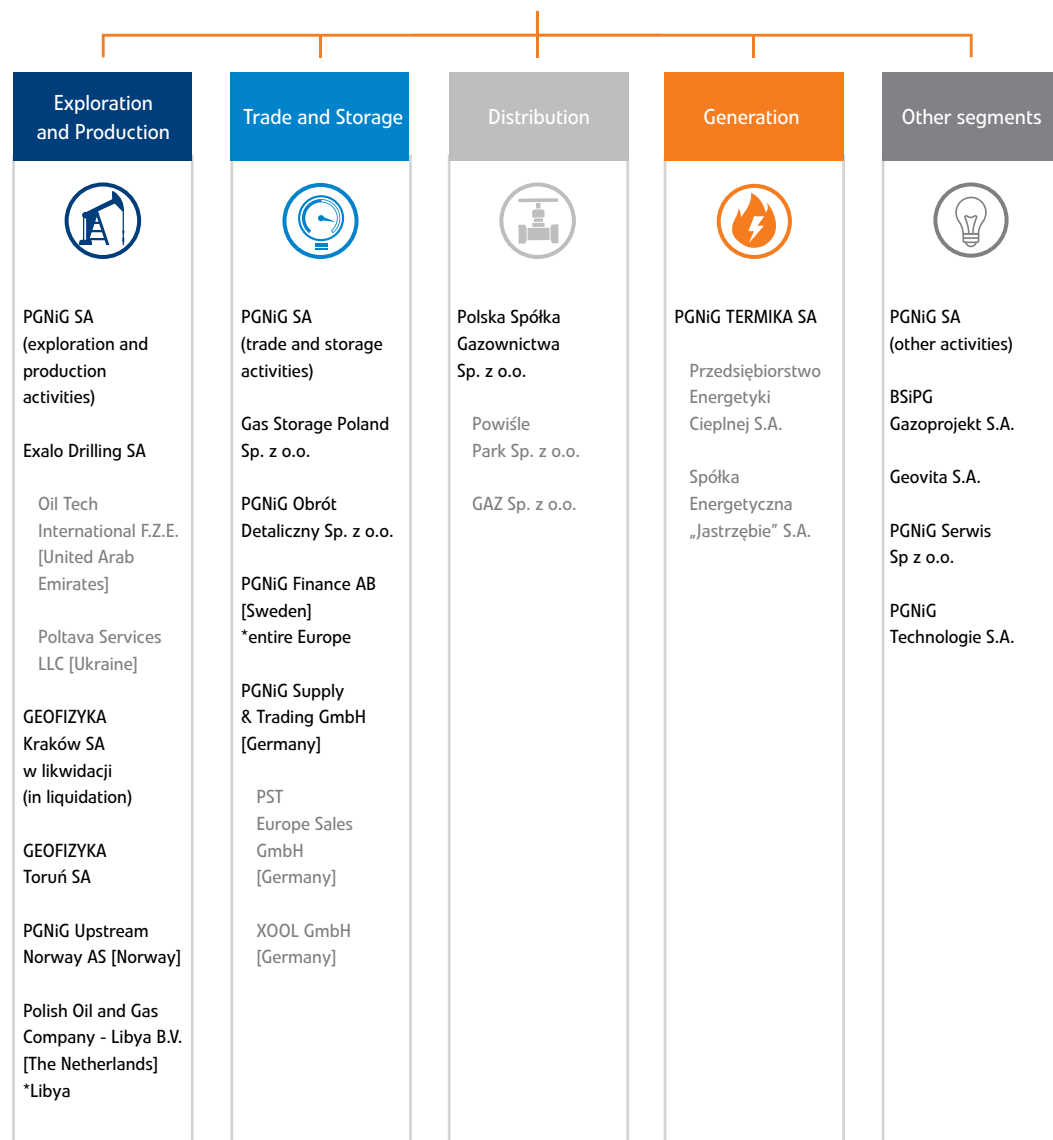 Exploration
and Production
PGNiG SA
(exploration and
production
activities)
Exalo Drilling SA
Oil Tech
International F.Z.E.
[United Arab
Emirates]
Poltava Services
LLC [Ukraine]
GEOFIZYKA
Kraków SA
w likwidacji
(in liquidation)
GEOFIZYKA
Toruń SA
PGNiG Upstream
Norway AS [Norway]
Polish Oil and Gas
Company - Libya B.V.
[The Netherlands]
*Libya
Trade and Storage
PGNiG SA
(trade and storage
activities)
Gas Storage Poland
Sp. z o.o.
PGNiG Obrót
Detaliczny Sp. z o.o.
PGNiG Finance AB
[Sweden]
*entire Europe
PGNiG Supply
& Trading GmbH
[Germany]
PST
Europe Sales
GmbH
[Germany]
XOOL GmbH
[Germany]
Distribution
Polska Spółka
Gazownictwa
Sp. z o.o.
Powiśle
Park Sp. z o.o.
GAZ Sp. z o.o.
Generation
PGNiG TERMIKA SA
Przedsiębiorstwo
Energetyki
Cieplnej S.A.
Spółka
Energetyczna
„Jastrzębie” S.A.
Other segments
PGNiG SA
(other activities)
BSiPG
Gazoprojekt S.A.
Geovita S.A.
PGNiG Serwis
Sp z o.o.
PGNiG
Technologie S.A.